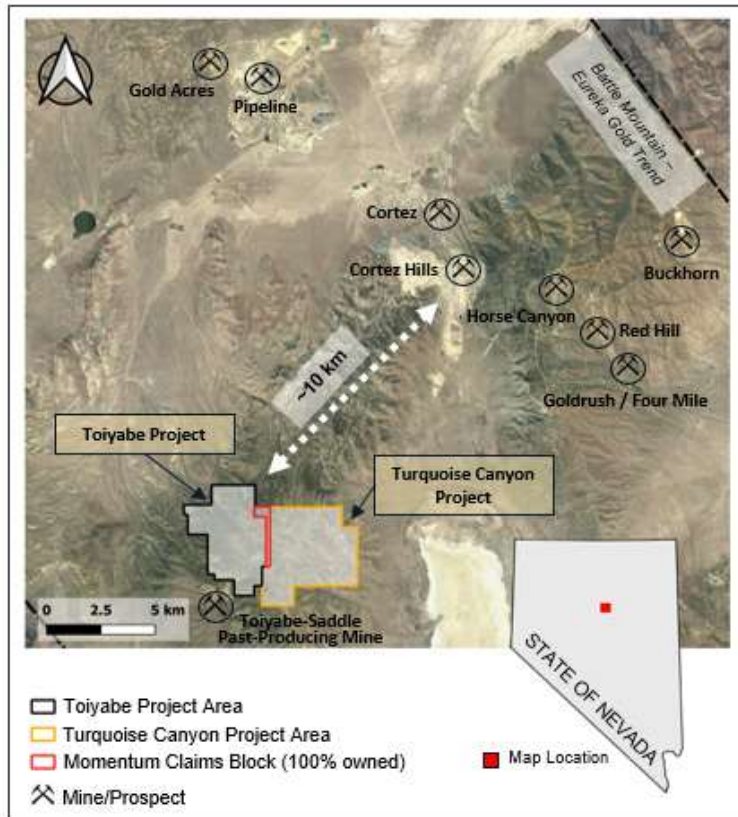 Gold Acres
Pipeline
Battle Mountain –
Eureka Gold Trend
Cortez
Cortez Hills
Buckhorn
Horse Canyon
Red Hill
Goldrush / Four Mile
~10 km
Toiyabe Project
Turquoise Canyon
Project
0 2.5 5 km
Toiyabe-Saddle
Past-Producing Mine
STATE OF NEVADA
Toiyabe Project Area
Turquoise Canyon Project Area
Momentum Claims Block (100% owned)
Map Location
Mine/Prospect